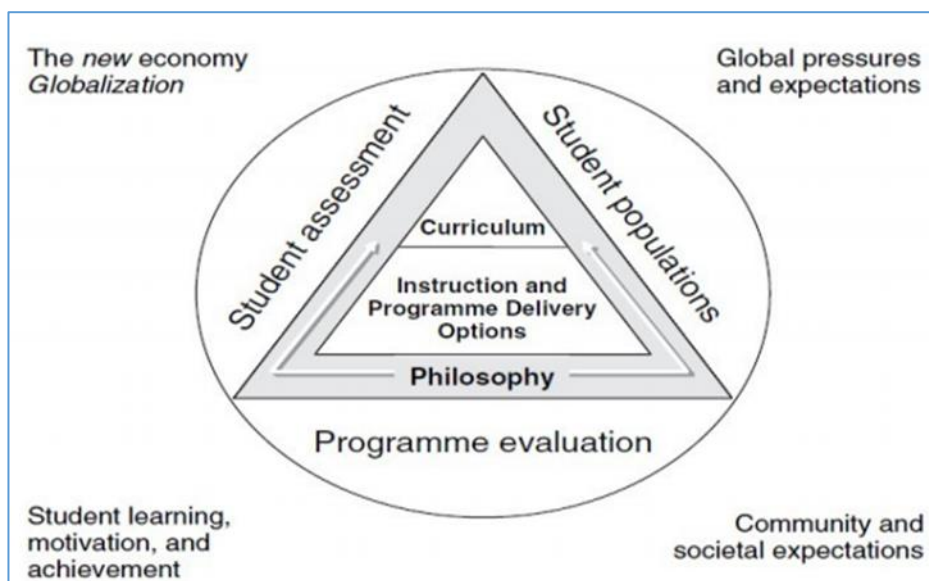 The new economy
Globalization
Global pressures
and expectations
Student assessment
Student populations
Curriculum
Instruction and
Programme Delivery
Options
Philosophy
Programme evaluation
Student learning,
motivation, and
achievement
Community and
societal expectations